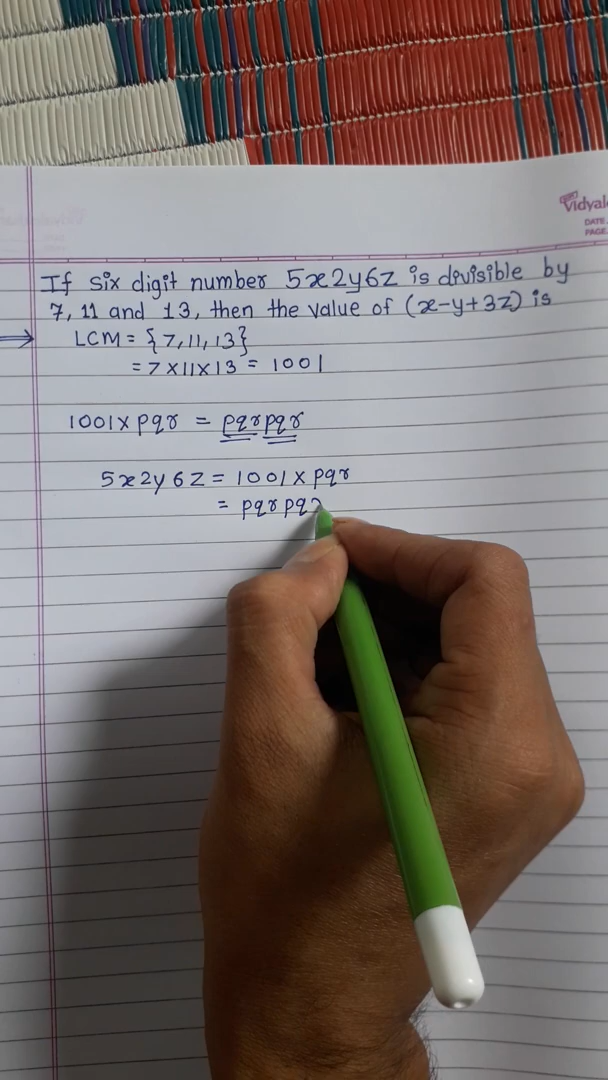 Vidyal
DATE.
PAGE.
If six digit number 5x2y6z is divisible by
7, 11 and 13, then the value of (x-y+3z) is
⇒ LCM = {7,11,13}
= 7 X 11 X 13 = 1001
1001 X pqr = pqrpqr
5x2y6z = 1001 X pqr
= pqrpqr